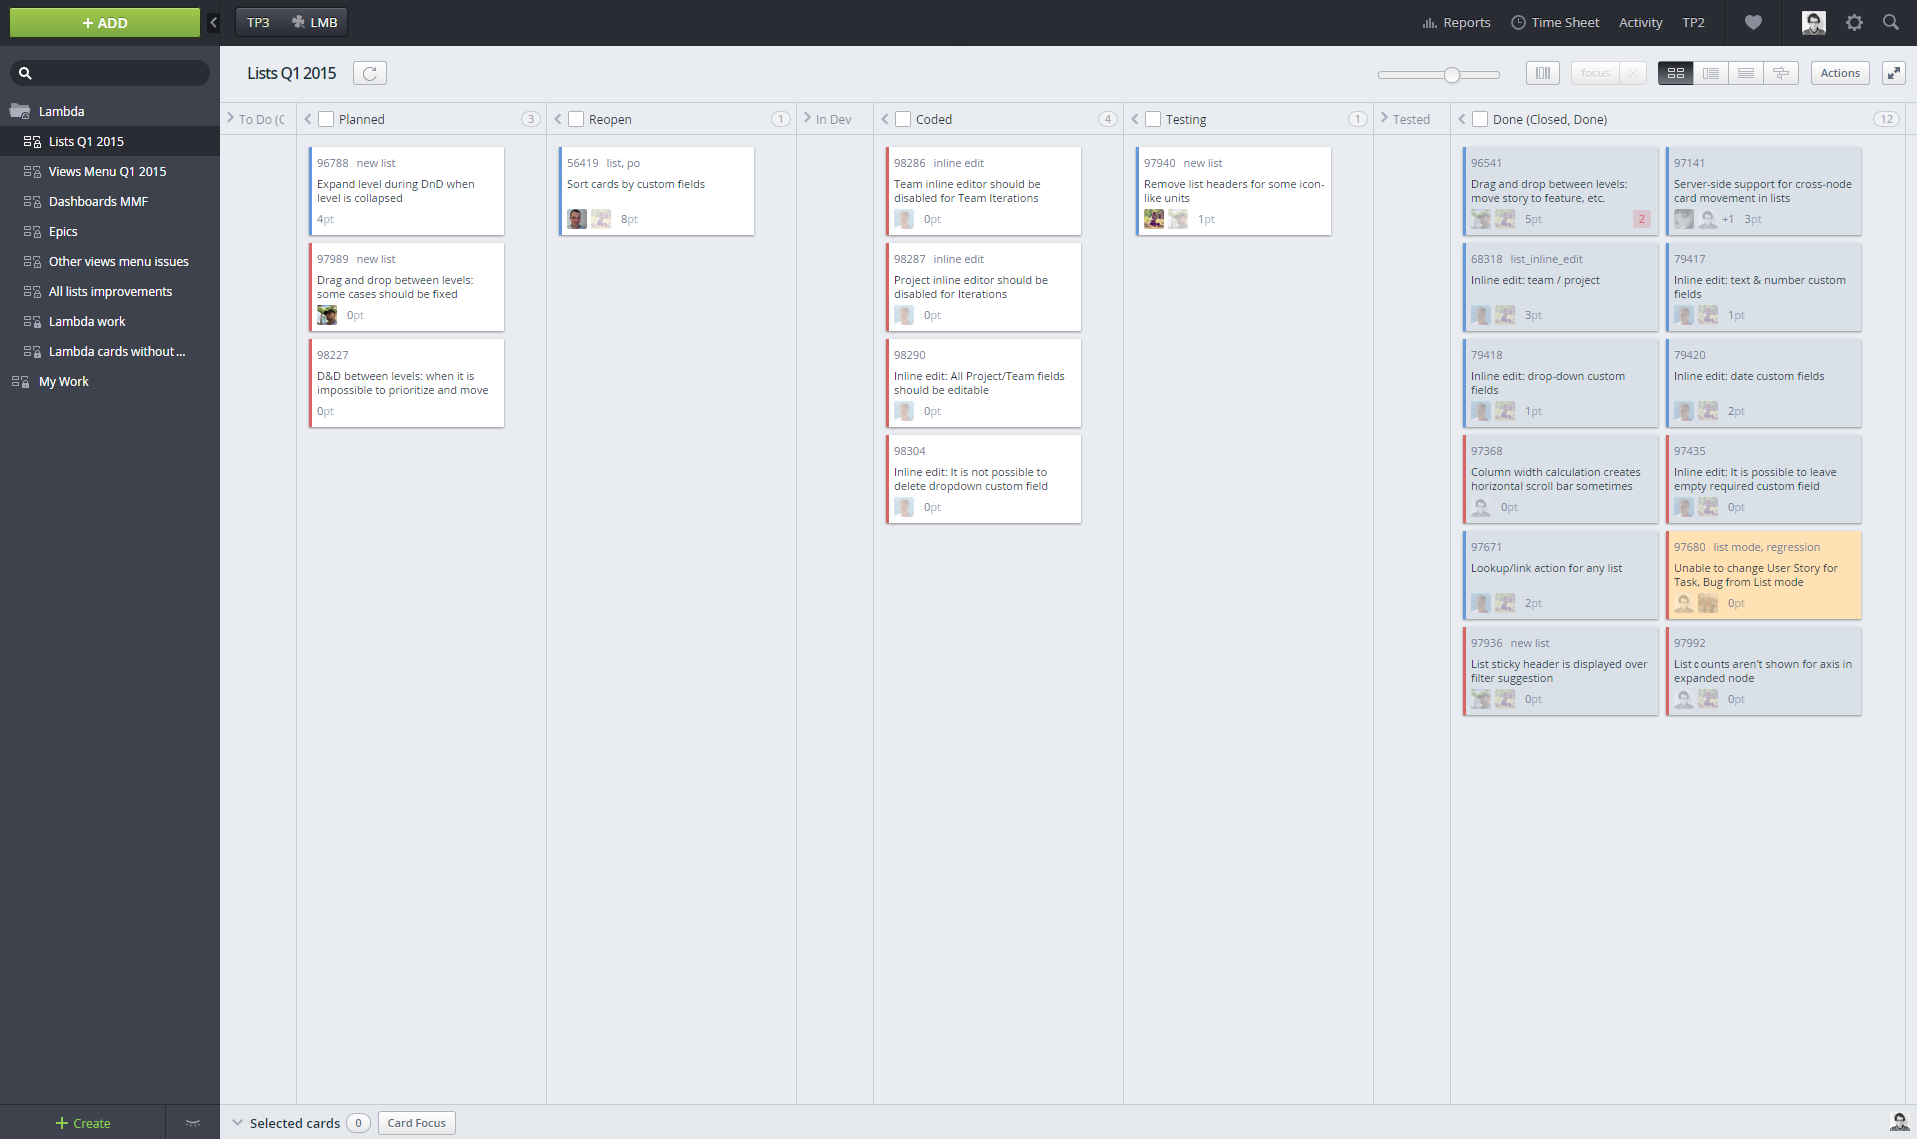 + ADD
TP3 LMB
Reports Time Sheet Activity TP2
Lists Q1 2015
focus
Actions
Lambda
Lists Q1 2015
Views Menu Q1 2015
Dashboards MMF
Epics
Other views menu issues
All lists improvements
Lambda work
Lambda cards without ...
My Work
+ Create
To Do (C
Planned 3
96788 new list
Expand level during DnD when
level is collapsed
4pt
97989 new list
Drag and drop between levels:
some cases should be fixed
0pt
98227
D&D between levels: when it is
impossible to prioritize and move
0pt
Reopen 1
56419 list, po
Sort cards by custom fields
8pt
In Dev
Coded 4
98286 inline edit
Team inline editor should be
disabled for Team Iterations
0pt
98287 inline edit
Project inline editor should be
disabled for Iterations
0pt
98290
Inline edit: All Project/Team fields
should be editable
0pt
98304
Inline edit: It is not possible to
delete dropdown custom field
0pt
Testing 1
97940 new list
Remove list headers for some icon-
like units
1pt
Tested
Done (Closed, Done) 12
96541
Drag and drop between levels:
move story to feature, etc.
5pt 2
97141
Server-side support for cross-node
card movement in lists
+1 3pt
68318 list_inline_edit
Inline edit: team / project
3pt
79417
Inline edit: text & number custom
fields
1pt
79418
Inline edit: drop-down custom
fields
1pt
79420
Inline edit: date custom fields
2pt
97368
Column width calculation creates
horizontal scroll bar sometimes
0pt
97435
Inline edit: It is possible to leave
empty required custom field
0pt
97671
Lookup/link action for any list
2pt
97680 list mode, regression
Unable to change User Story for
Task, Bug from List mode
0pt
97936 new list
List sticky header is displayed over
filter suggestion
0pt
97992
List counts aren't shown for axis in
expanded node
0pt
Selected cards 0 Card Focus